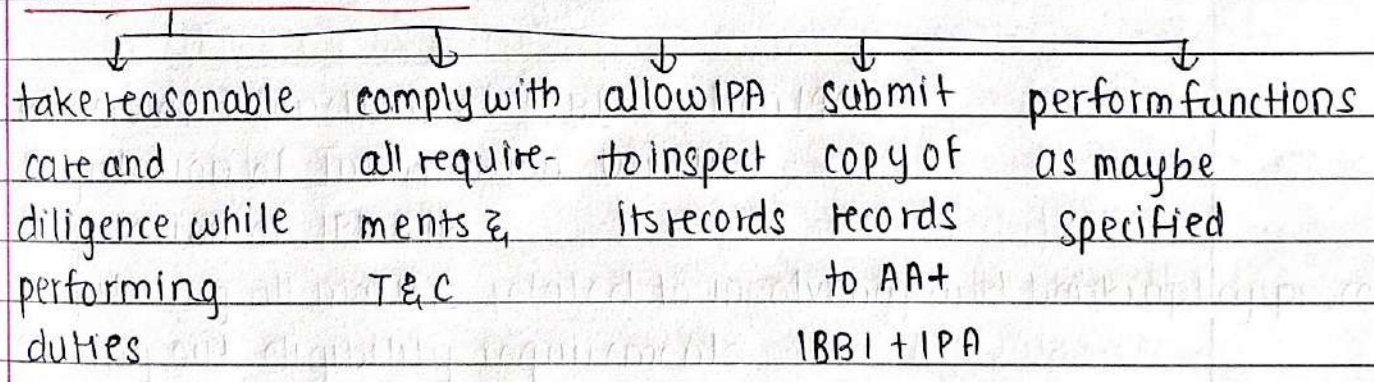 take reasonable
care and
diligence while
performing
duties
comply with
all require-
ments &
T & C
allow IPA
to inspect
its records
submit
copy of
records
to AA+
IBBI + IPA
perform functions
as maybe
specified